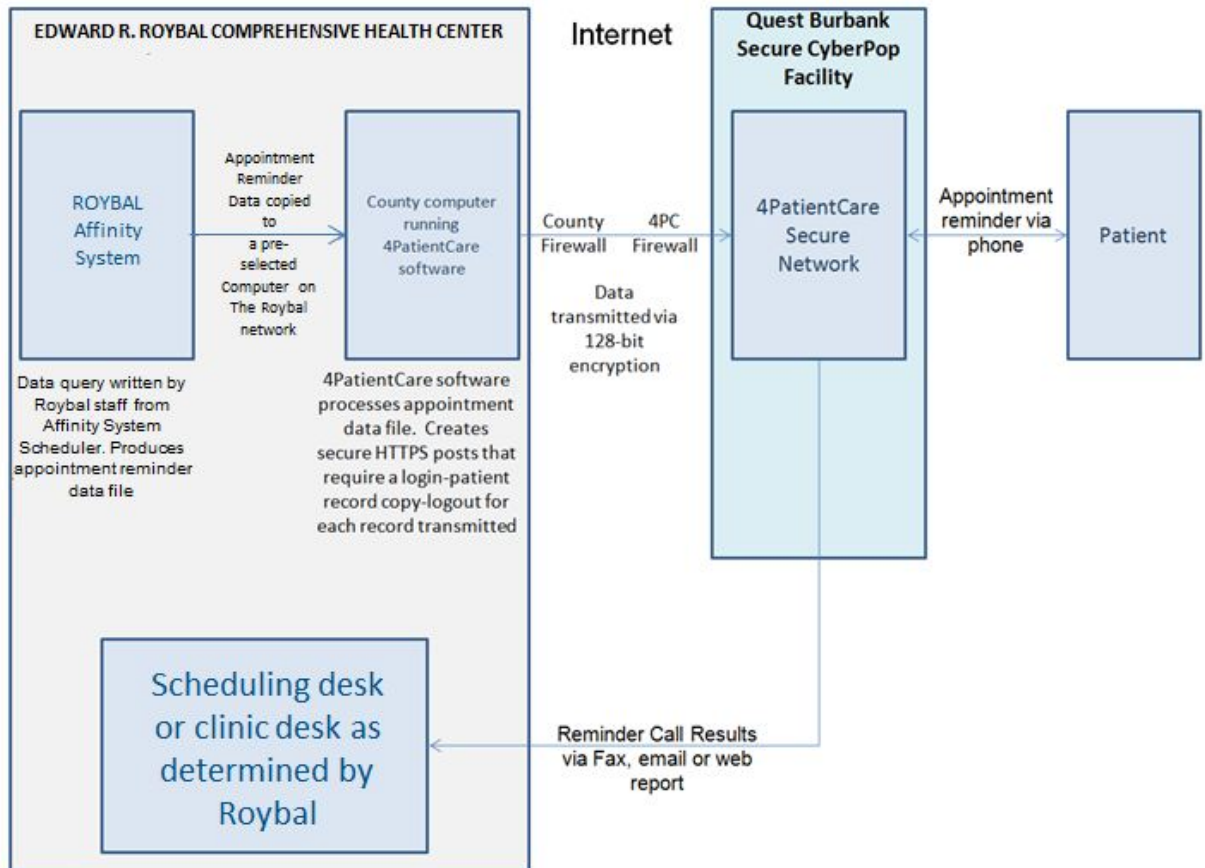 EDWARD R. ROYBAL COMPREHENSIVE HEALTH CENTER
Internet
Quest Burbank
Secure CyberPop
Facility
ROYBAL
Affinity
System
Appointment
Reminder
Data copied
to
a pre-
selected
Computer on
The Roybal
network
County computer
running
4PatientCare
software
County
Firewall
4PC
Firewall
Data
transmitted via
128-bit
encryption
4PatientCare
Secure
Network
Appointment
reminder via
phone
Patient
Data query written by
Roybal staff from
Affinity System
Scheduler. Produces
appointment reminder
data file
4PatientCare software
processes appointment
data file. Creates
secure HTTPS posts that
require a login-patient
record copy-logout for
each record transmitted
Scheduling desk
or clinic desk as
determined by
Roybal
Reminder Call Results
via Fax, email or web
report